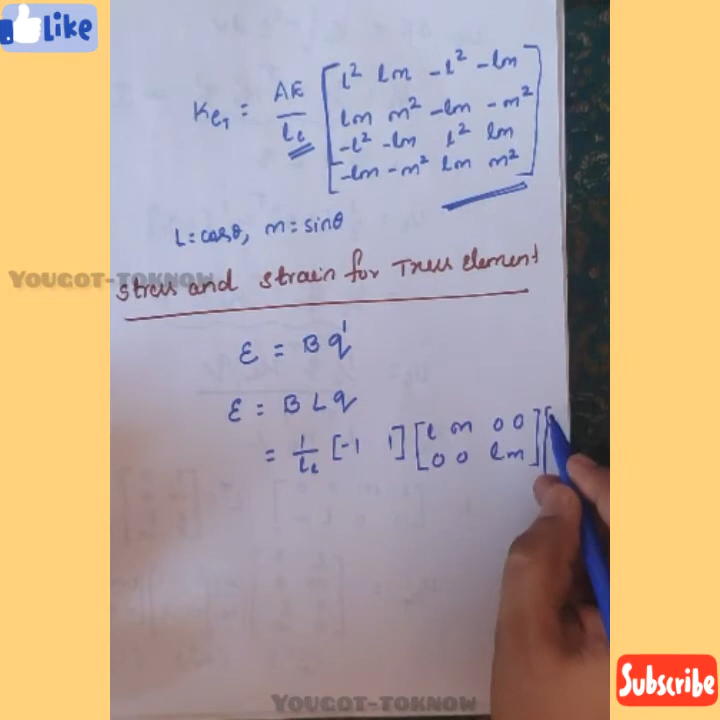 Like
Ke₁ = AE/le [l² lm -l² -lm
lm m² -lm -m²
-l² -lm l² lm
-lm -m² lm m²]
L=cosθ, m=sinθ
YOUGOT-TOKNOW
Stress and strain for Truss element
ε = B q'
ε = B L q
= 1/le [-1 1] [l m 0 0
0 0 l m] [
YOUGOT-TOKNOW
Subscribe